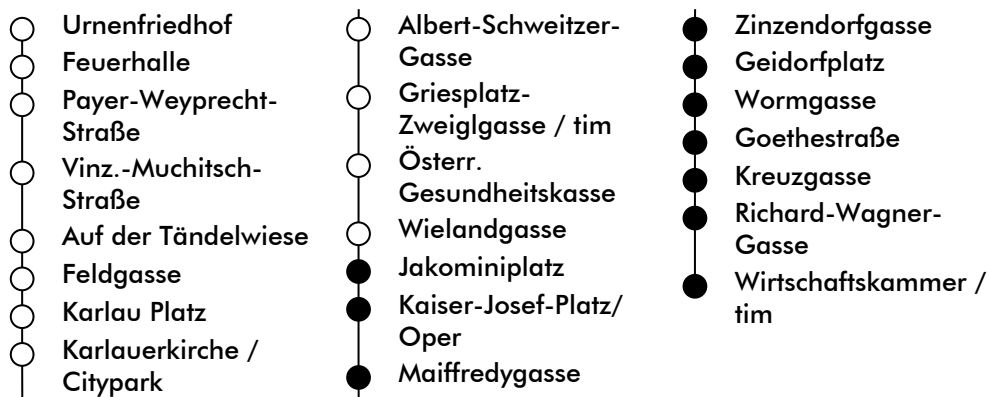 Urnenfriedhof
Feuerhalle
Payer-Weyprecht-
Straße
Vinz.-Muchitsch-
Straße
Auf der Tändelwiese
Feldgasse
Karlau Platz
Karlauerkirche /
Citypark
Albert-Schweitzer-
Gasse
Griesplatz-
Zweiglgasse / tim
Österr.
Gesundheitskasse
Wielandgasse
Jakominiplatz
Kaiser-Josef-Platz/
Oper
Maiffredygasse
Zinzendorfgasse
Geidorfplatz
Wormgasse
Goethestraße
Kreuzgasse
Richard-Wagner-
Gasse
Wirtschaftskammer /
tim